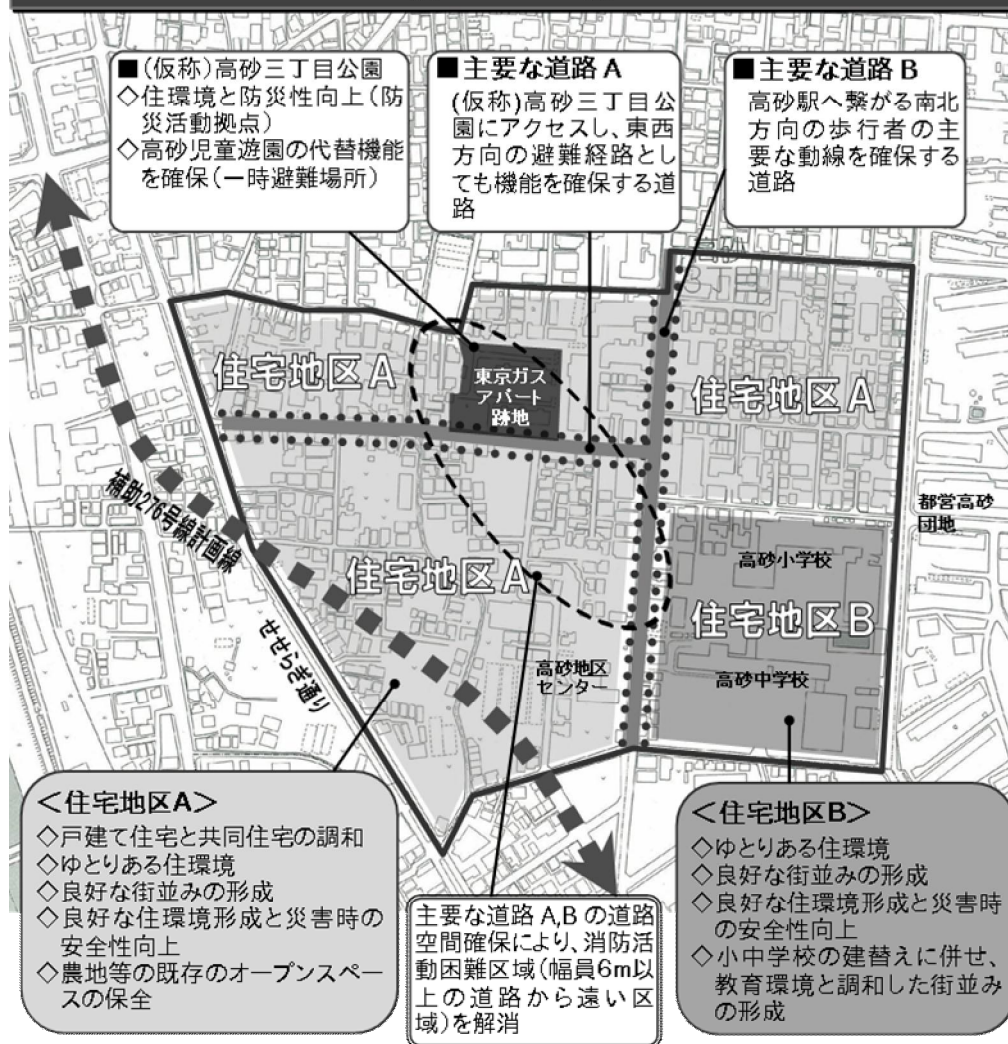 ■(仮称)高砂三丁目公園
◇住環境と防災性向上(防
災活動拠点)
◇高砂児童遊園の代替機能
を確保(一時避難場所)
■主要な道路A
(仮称)高砂三丁目公
園にアクセスし、東西
方向の避難経路とし
ても機能を確保する道
路
■主要な道路B
高砂駅へ繋がる南北
方向の歩行者の主
要な動線を確保する
道路
高砂
住宅地区A
東京ガス
アパート
跡地
住宅地区A
補助276号線計画線
都営高砂
団地
高砂小学校
住宅地区A
住宅地区B
せせらぎ通り
高砂地区
センター
高砂中学校
<住宅地区A>
◇戸建て住宅と共同住宅の調和
◇ゆとりある住環境
◇良好な街並みの形成
◇良好な住環境形成と災害時の
安全性向上
◇農地等の既存のオープンスペー
スの保全
主要な道路A,Bの道路
空間確保により、消防活
動困難区域(幅員6m以
上の道路から遠い区
域)を解消
<住宅地区B>
◇ゆとりある住環境
◇良好な街並みの形成
◇良好な住環境形成と災害時
の安全性向上
◇小中学校の建替えに併せ、
教育環境と調和した街並み
の形成